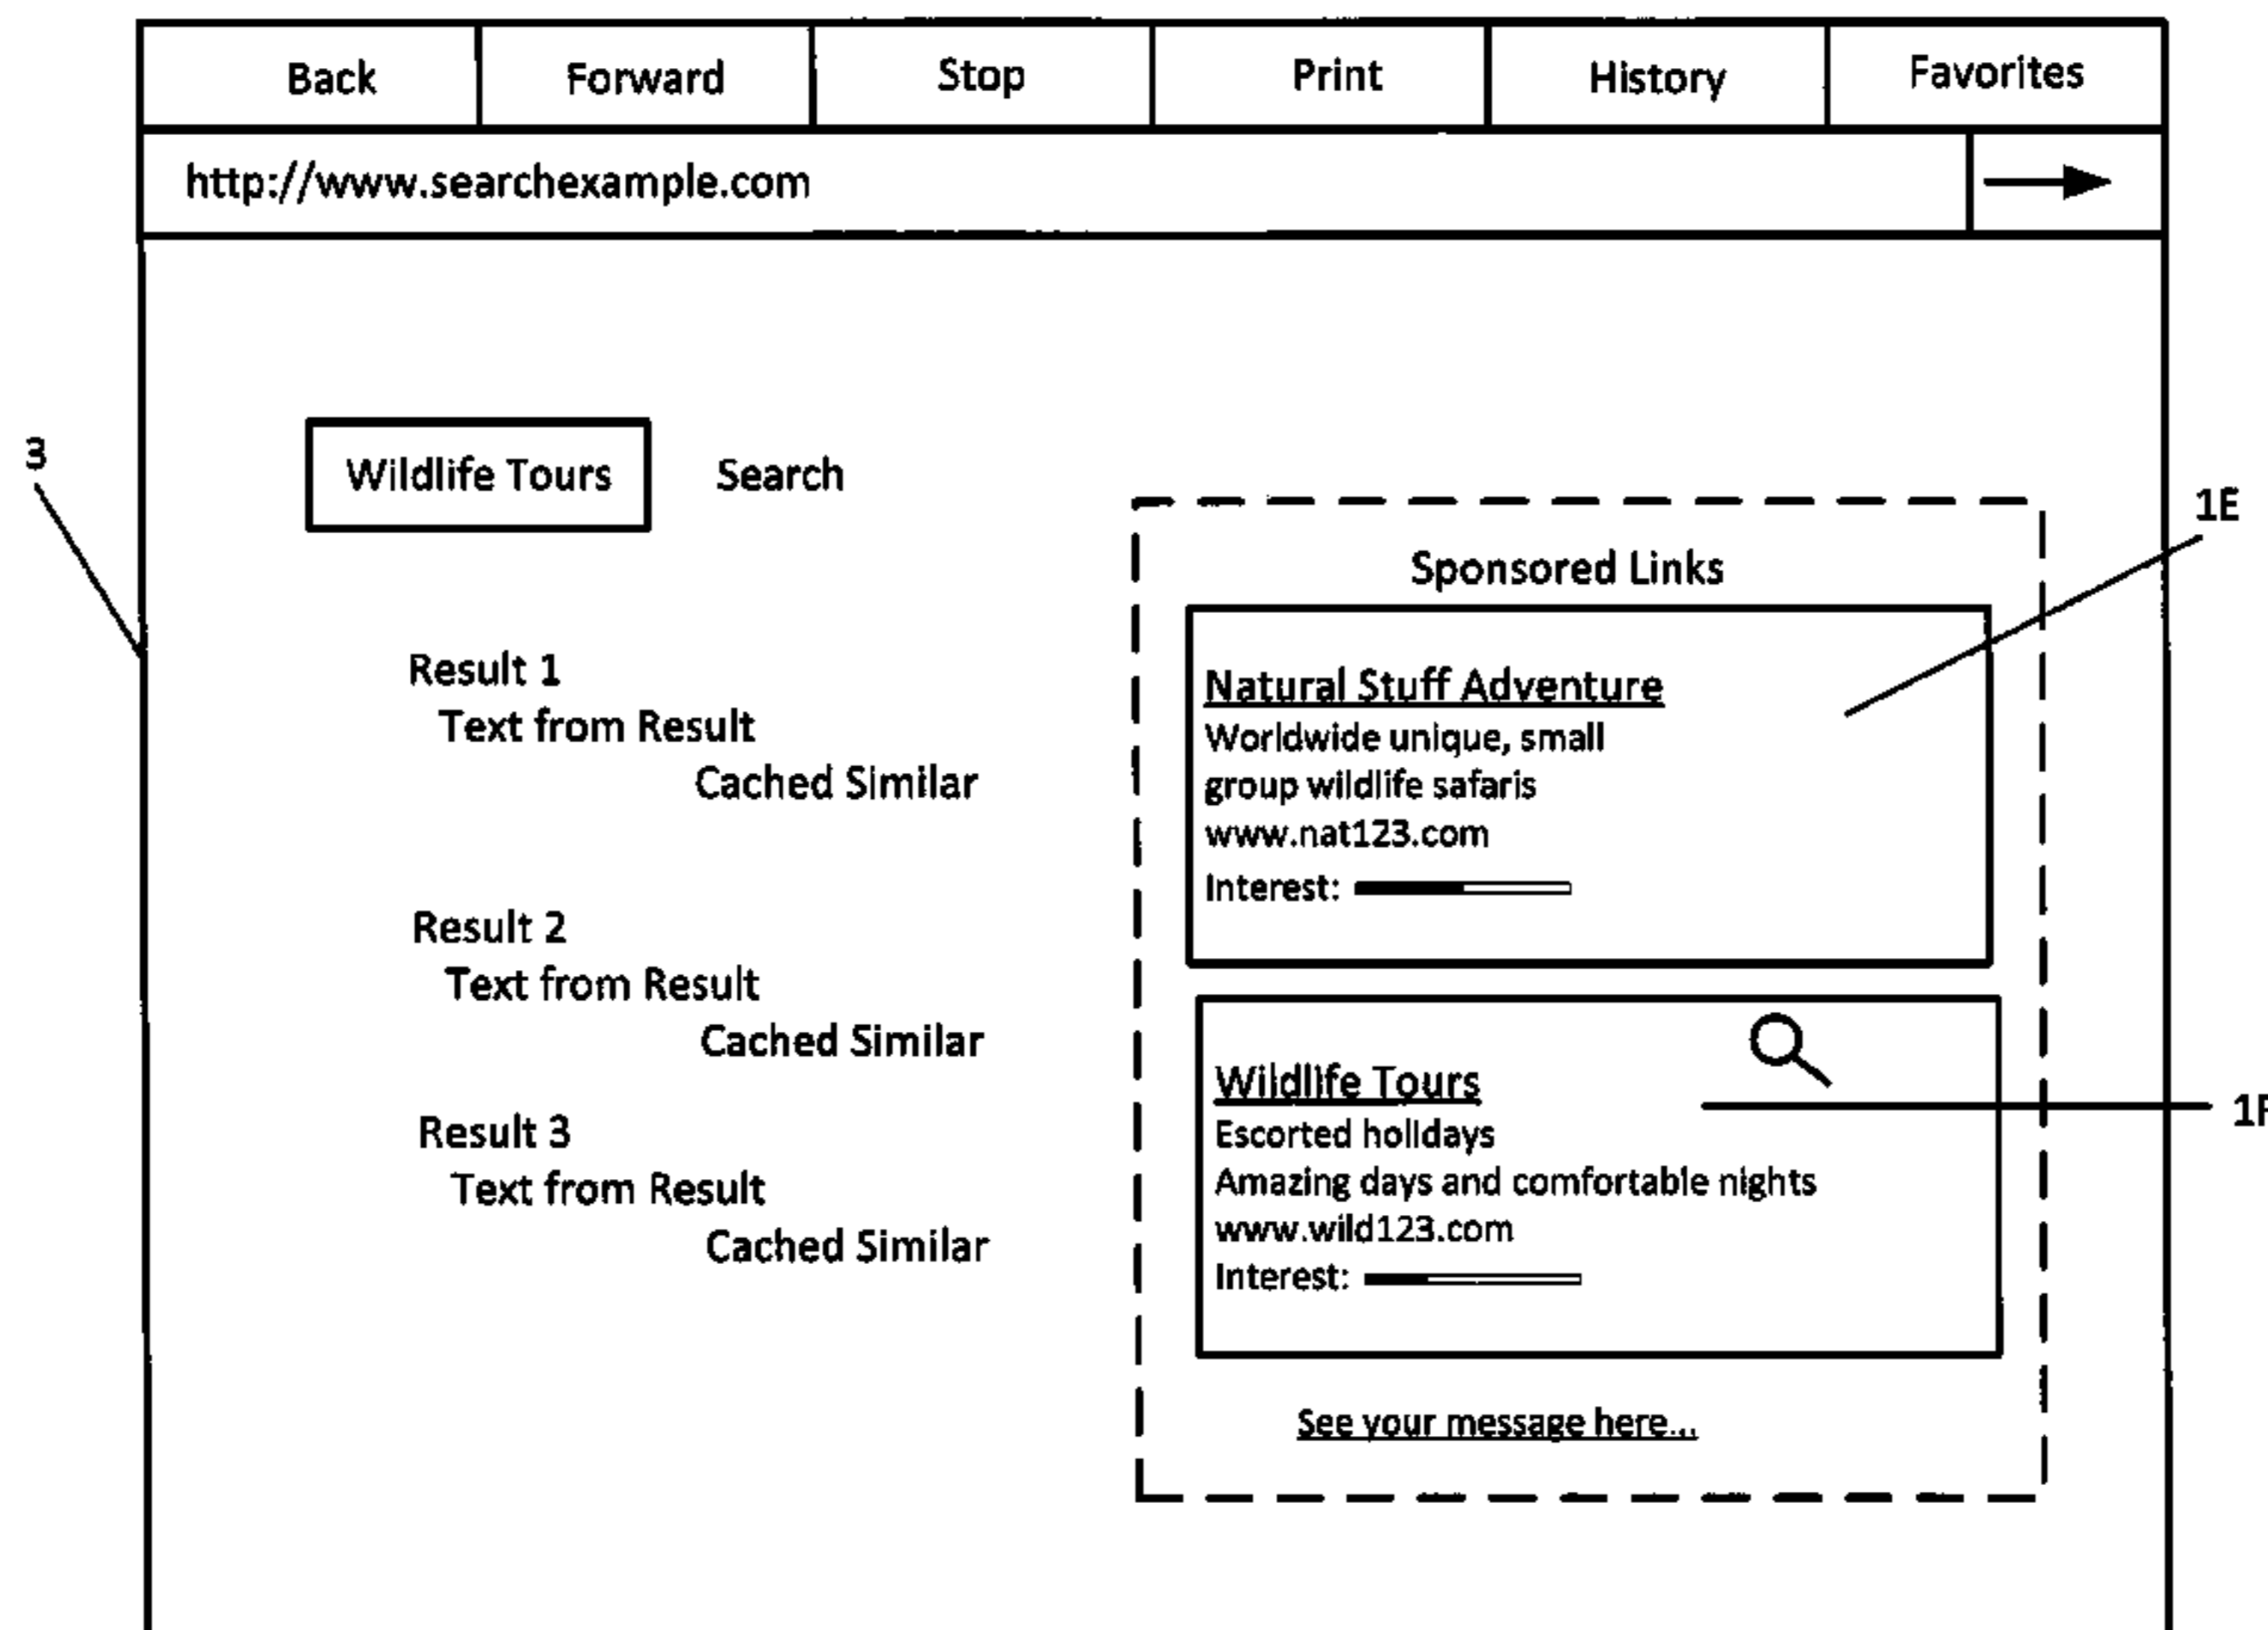 Back Forward Stop Print History Favorites
http://www.searchexample.com
3
Wildlife Tours Search
1E
Sponsored Links
Result 1
Text from Result
Cached Similar
Natural Stuff Adventure
Worldwide unique, small
group wildlife safaris
www.nat123.com
Interest:
Result 2
Text from Result
Cached Similar
Wildlife Tours
Escorted holidays
Amazing days and comfortable nights
www.wild123.com
Interest:
Result 3
Text from Result
Cached Similar
See your message here...